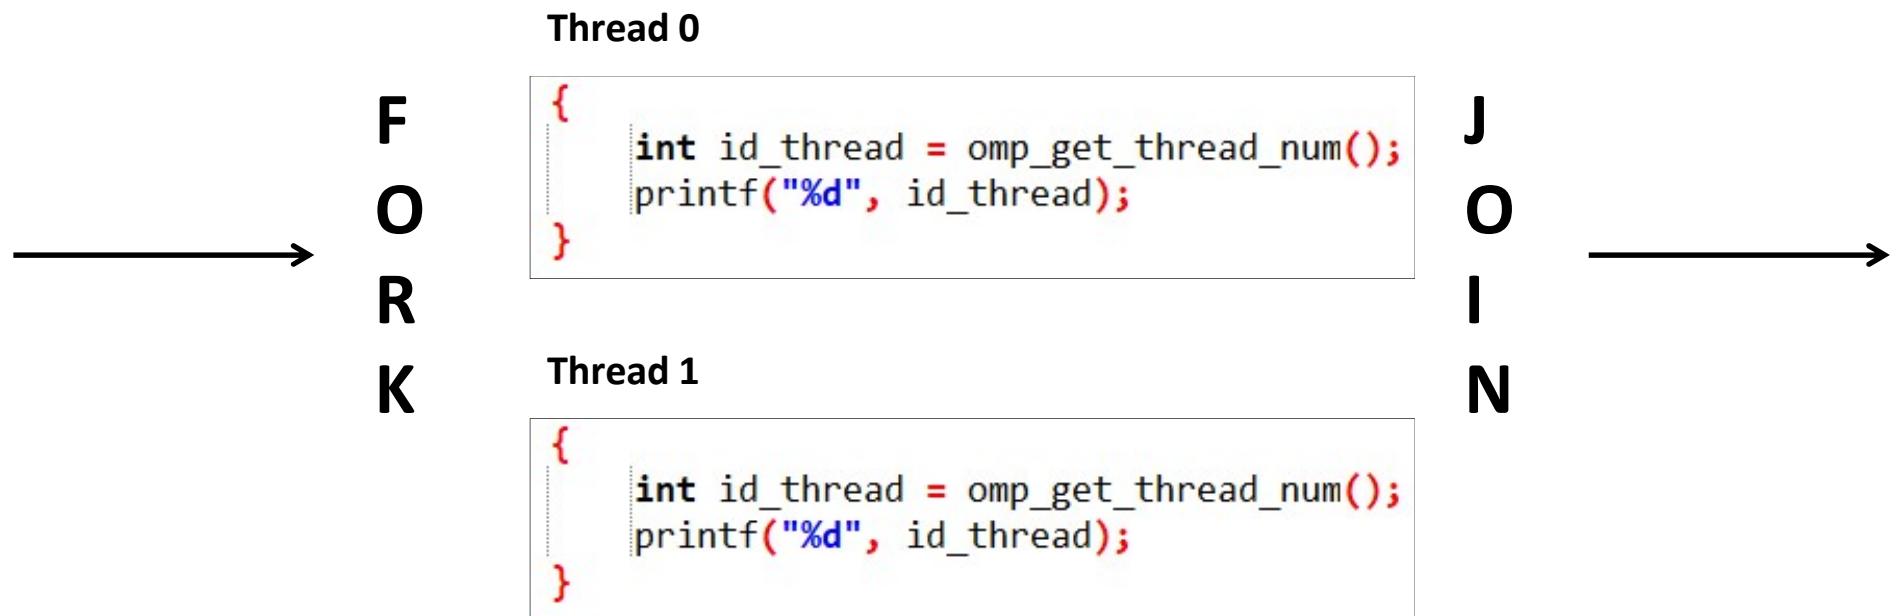 Thread 0
F
O
R
K
{
int id_thread = omp_get_thread_num();
printf("%d", id_thread);
}
Thread 1
{
int id_thread = omp_get_thread_num();
printf("%d", id_thread);
}
J
O
I
N